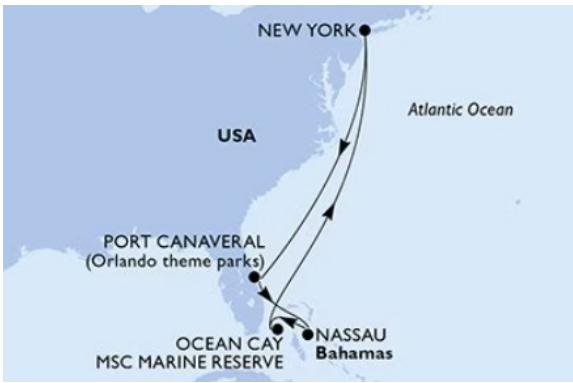 NEW YORK
Atlantic Ocean
USA
PORT CANAVERAL
(Orlando theme parks)
OCEAN CAY
MSC MARINE RESERVE
NASSAU
Bahamas